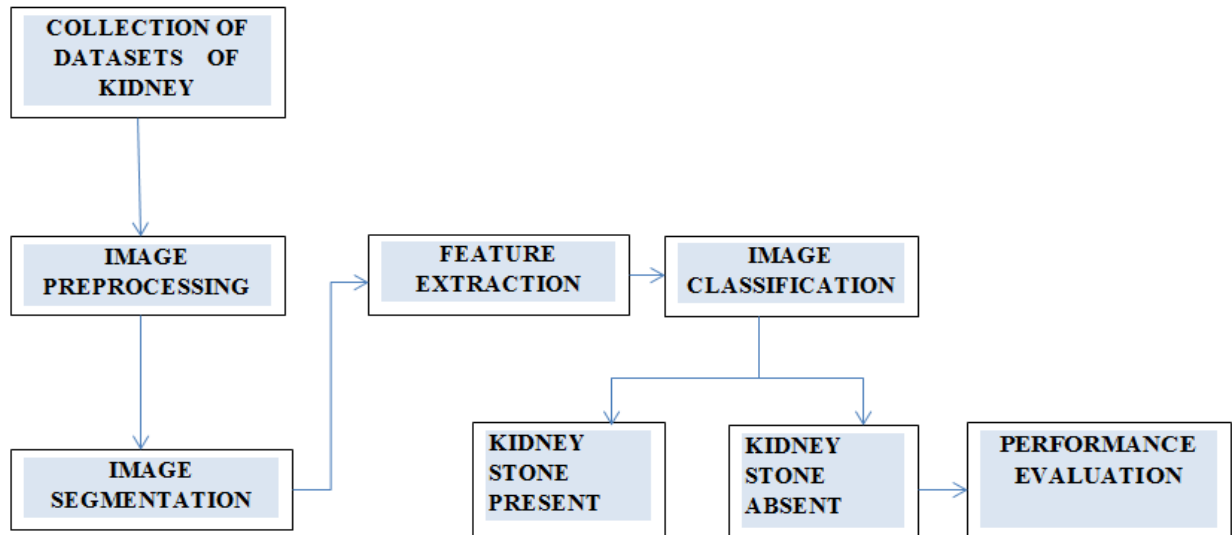 COLLECTION OF
DATASETS OF
KIDNEY
IMAGE
PREPROCESSING
IMAGE
SEGMENTATION
FEATURE
EXTRACTION
IMAGE
CLASSIFICATION
KIDNEY
STONE
PRESENT
KIDNEY
STONE
ABSENT
PERFORMANCE
EVALUATION